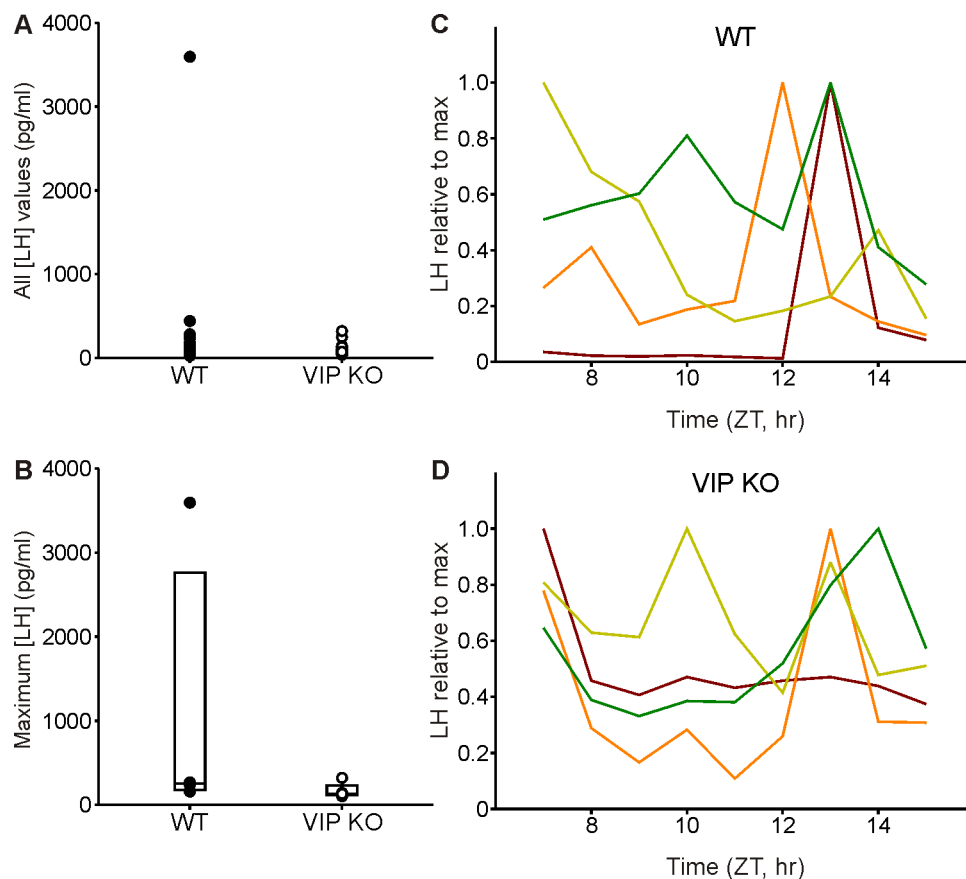 A
All [LH] values (pg/ml)
4000
3000
2000
1000
0
WT
VIP KO
B
Maximum [LH] (pg/ml)
4000
3000
2000
1000
0
WT
VIP KO
C
WT
LH relative to max
1.0
0.8
0.6
0.4
0.2
0
8
10
12
14
Time (ZT, hr)
D
VIP KO
LH relative to max
1.0
0.8
0.6
0.4
0.2
0
8
10
12
14
Time (ZT, hr)